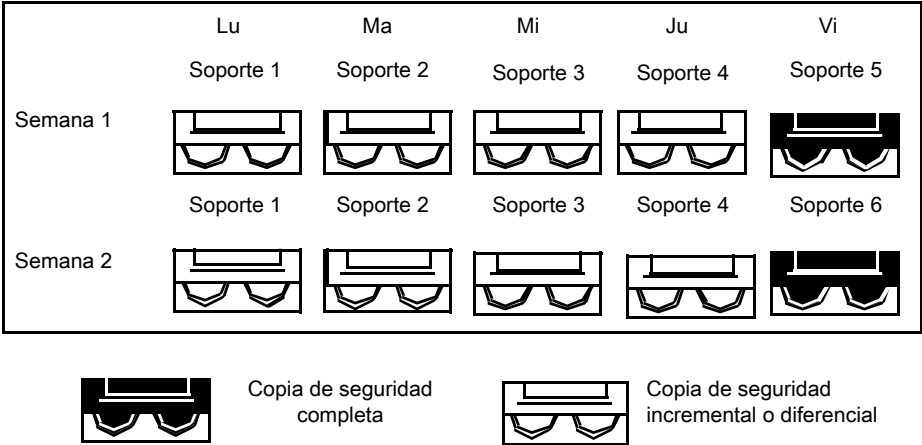 Lu Ma Mi Ju Vi
Soporte 1 Soporte 2 Soporte 3 Soporte 4 Soporte 5
Semana 1
Soporte 1 Soporte 2 Soporte 3 Soporte 4 Soporte 6
Semana 2
Copia de seguridad
completa
Copia de seguridad
incremental o diferencial